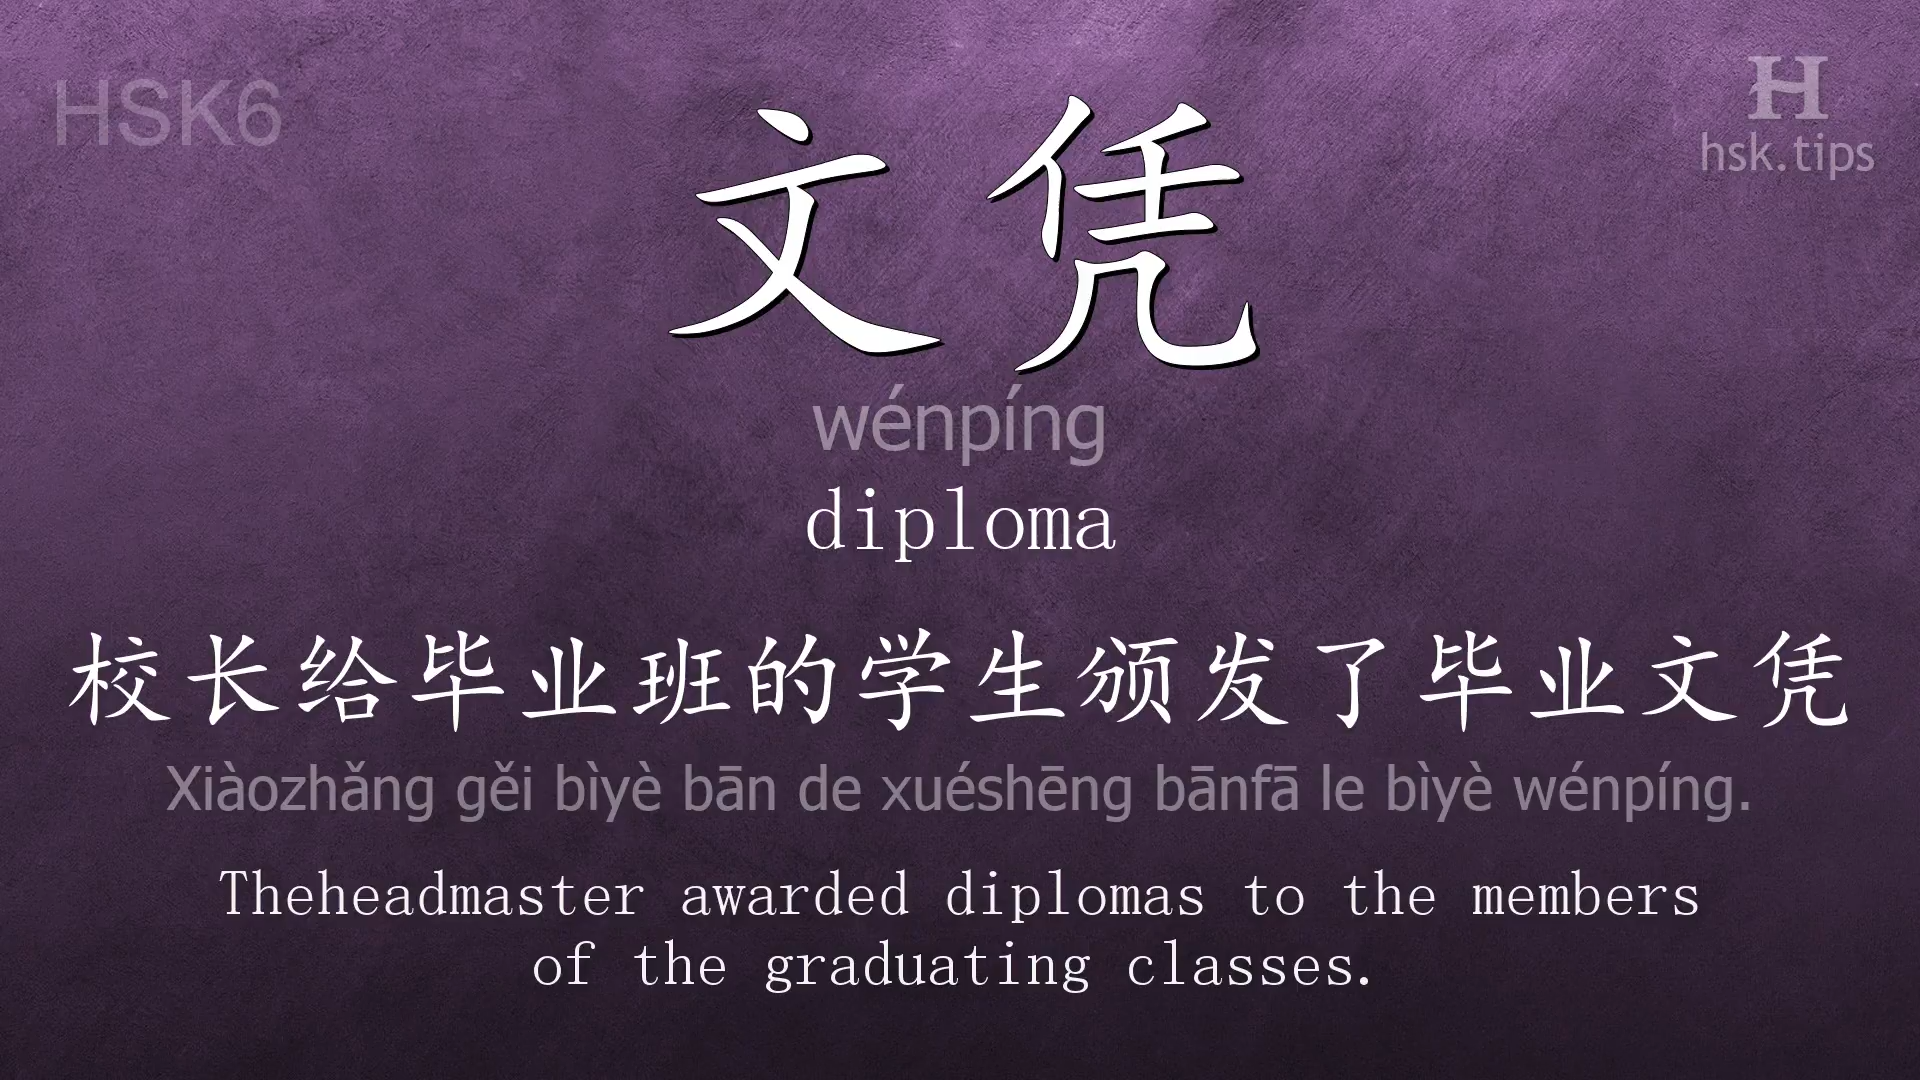 HSK6
H
hsk.tips
文凭
wénpíng
diploma
校长给毕业班的学生颁发了毕业文凭
Xiàozhǎng gěi bìyè bān de xuéshēng bānfā le bìyè wénpíng.
Theheadmaster awarded diplomas to the members
of the graduating classes.